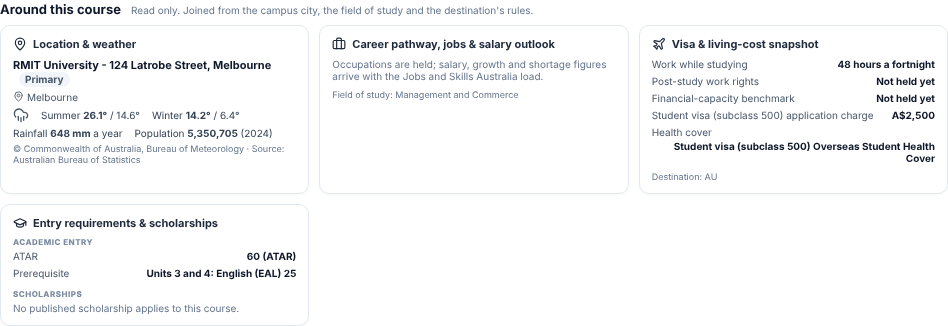 Around this course Read only. Joined from the campus city, the field of study and the destination's rules.
Location & weather
RMIT University - 124 Latrobe Street, Melbourne
Primary
Melbourne
Summer 26.1° / 14.6° Winter 14.2° / 6.4°
Rainfall 648 mm a year Population 5,350,705 (2024)
© Commonwealth of Australia, Bureau of Meteorology · Source:
Australian Bureau of Statistics
Career pathway, jobs & salary outlook
Occupations are held; salary, growth and shortage figures
arrive with the Jobs and Skills Australia load.
Field of study: Management and Commerce
Visa & living-cost snapshot
Work while studying 48 hours a fortnight
Post-study work rights Not held yet
Financial-capacity benchmark Not held yet
Student visa (subclass 500) application charge A$2,500
Health cover
Student visa (subclass 500) Overseas Student Health
Cover
Destination: AU
Entry requirements & scholarships
ACADEMIC ENTRY
ATAR 60 (ATAR)
Prerequisite Units 3 and 4: English (EAL) 25
SCHOLARSHIPS
No published scholarship applies to this course.